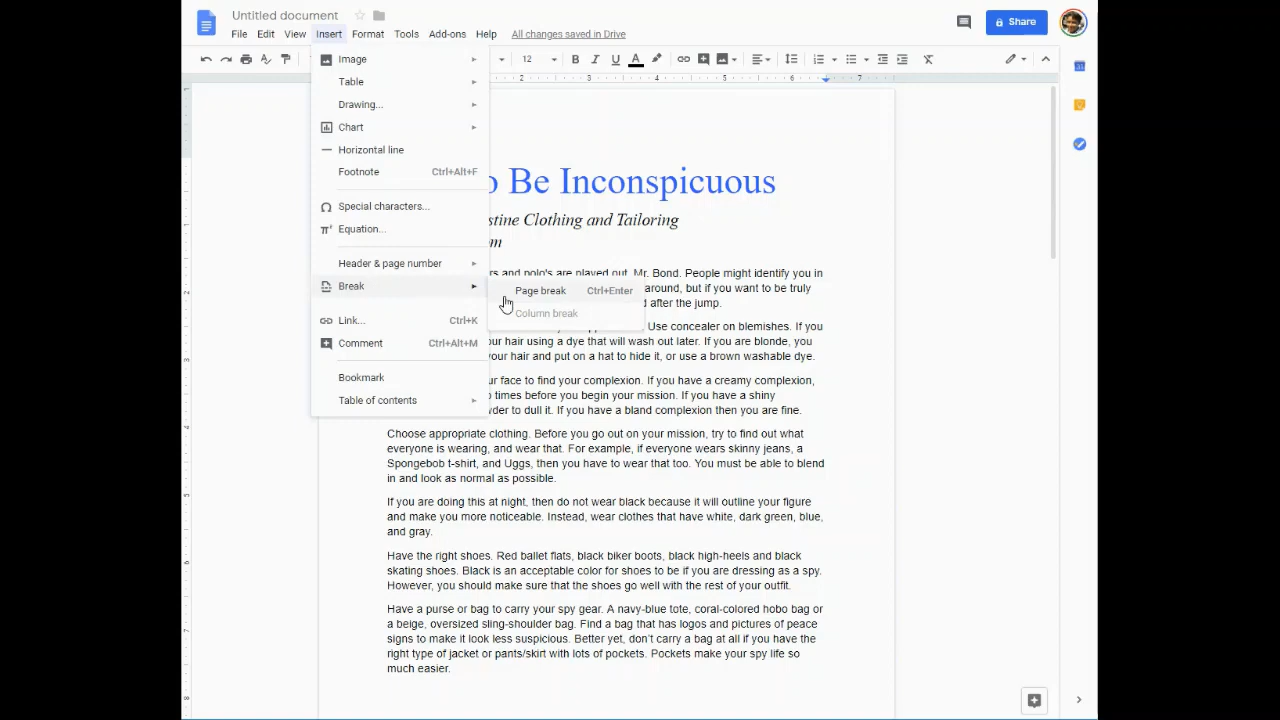 Untitled document
File Edit View Insert Format Tools Add-ons Help All changes saved in Drive
Share
12 B I U A
2 3 4 5 6 7
Image
Table
Drawing...
Chart
Horizontal line
Footnote Ctrl+Alt+F
Special characters...
Equation...
Header & page number
Break
Link... Ctrl+K
Comment Ctrl+Alt+M
Bookmark
Table of contents
Page break Ctrl+Enter
Column break
Be Inconspicuous
Clothing and Tailoring
and polo's are played out, Mr. Bond. People might identify you in
around, but if you want to be truly
after the jump.
Use concealer on blemishes. If you
hair using a dye that will wash out later. If you are blonde, you
your hair and put on a hat to hide it, or use a brown washable dye.
face to find your complexion. If you have a creamy complexion,
times before you begin your mission. If you have a shiny
to dull it. If you have a bland complexion then you are fine.
Choose appropriate clothing. Before you go out on your mission, try to find out what
everyone is wearing, and wear that. For example, if everyone wears skinny jeans, a
Spongebob t-shirt, and Uggs, then you have to wear that too. You must be able to blend
in and look as normal as possible.
If you are doing this at night, then do not wear black because it will outline your figure
and make you more noticeable. Instead, wear clothes that have white, dark green, blue,
and gray.
Have the right shoes. Red ballet flats, black biker boots, black high-heels and black
skating shoes. Black is an acceptable color for shoes to be if you are dressing as a spy.
However, you should make sure that the shoes go well with the rest of your outfit.
Have a purse or bag to carry your spy gear. A navy-blue tote, coral-colored hobo bag or
a beige, oversized sling-shoulder bag. Find a bag that has logos and pictures of peace
signs to make it look less suspicious. Better yet, don't carry a bag at all if you have the
right type of jacket or pants/skirt with lots of pockets. Pockets make your spy life so
much easier.